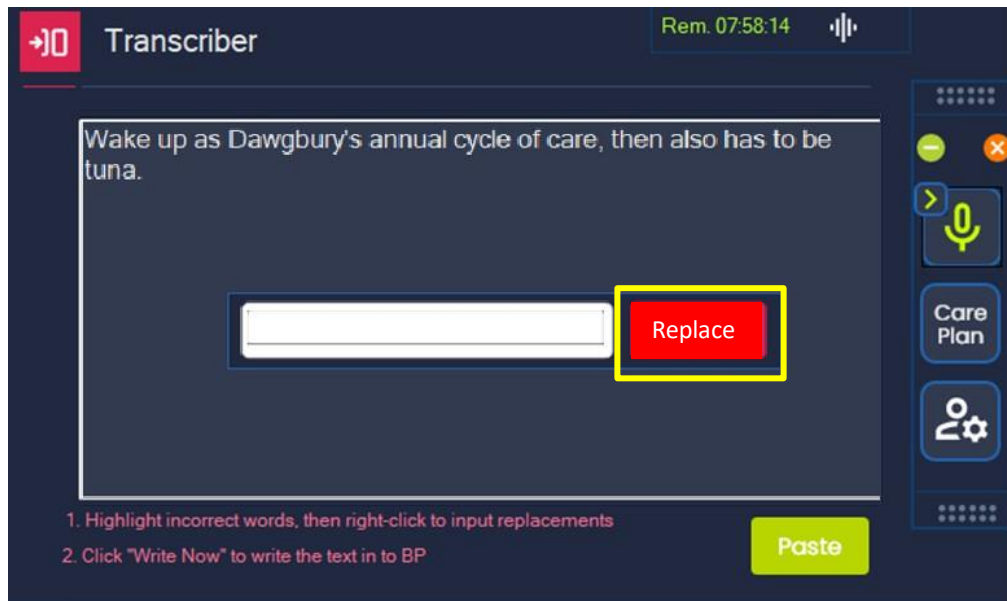 Transcriber
Rem. 07:58:14
Wake up as Dawgbury's annual cycle of care, then also has to be
tuna.
Replace
Care
Plan
1. Highlight incorrect words, then right-click to input replacements
2. Click "Write Now" to write the text in to BP
Paste